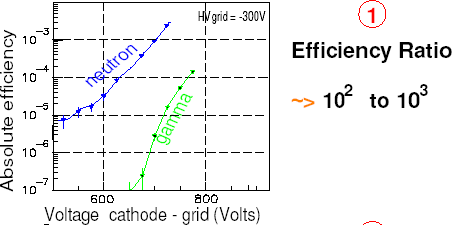 HV grid = -300V
10-3
10-4
10-5
10-6
10-7
Absolute efficiency
neutron
gamma
600
800
Voltage cathode - grid (Volts)
1
Efficiency Ratio
~> 10² to 10³